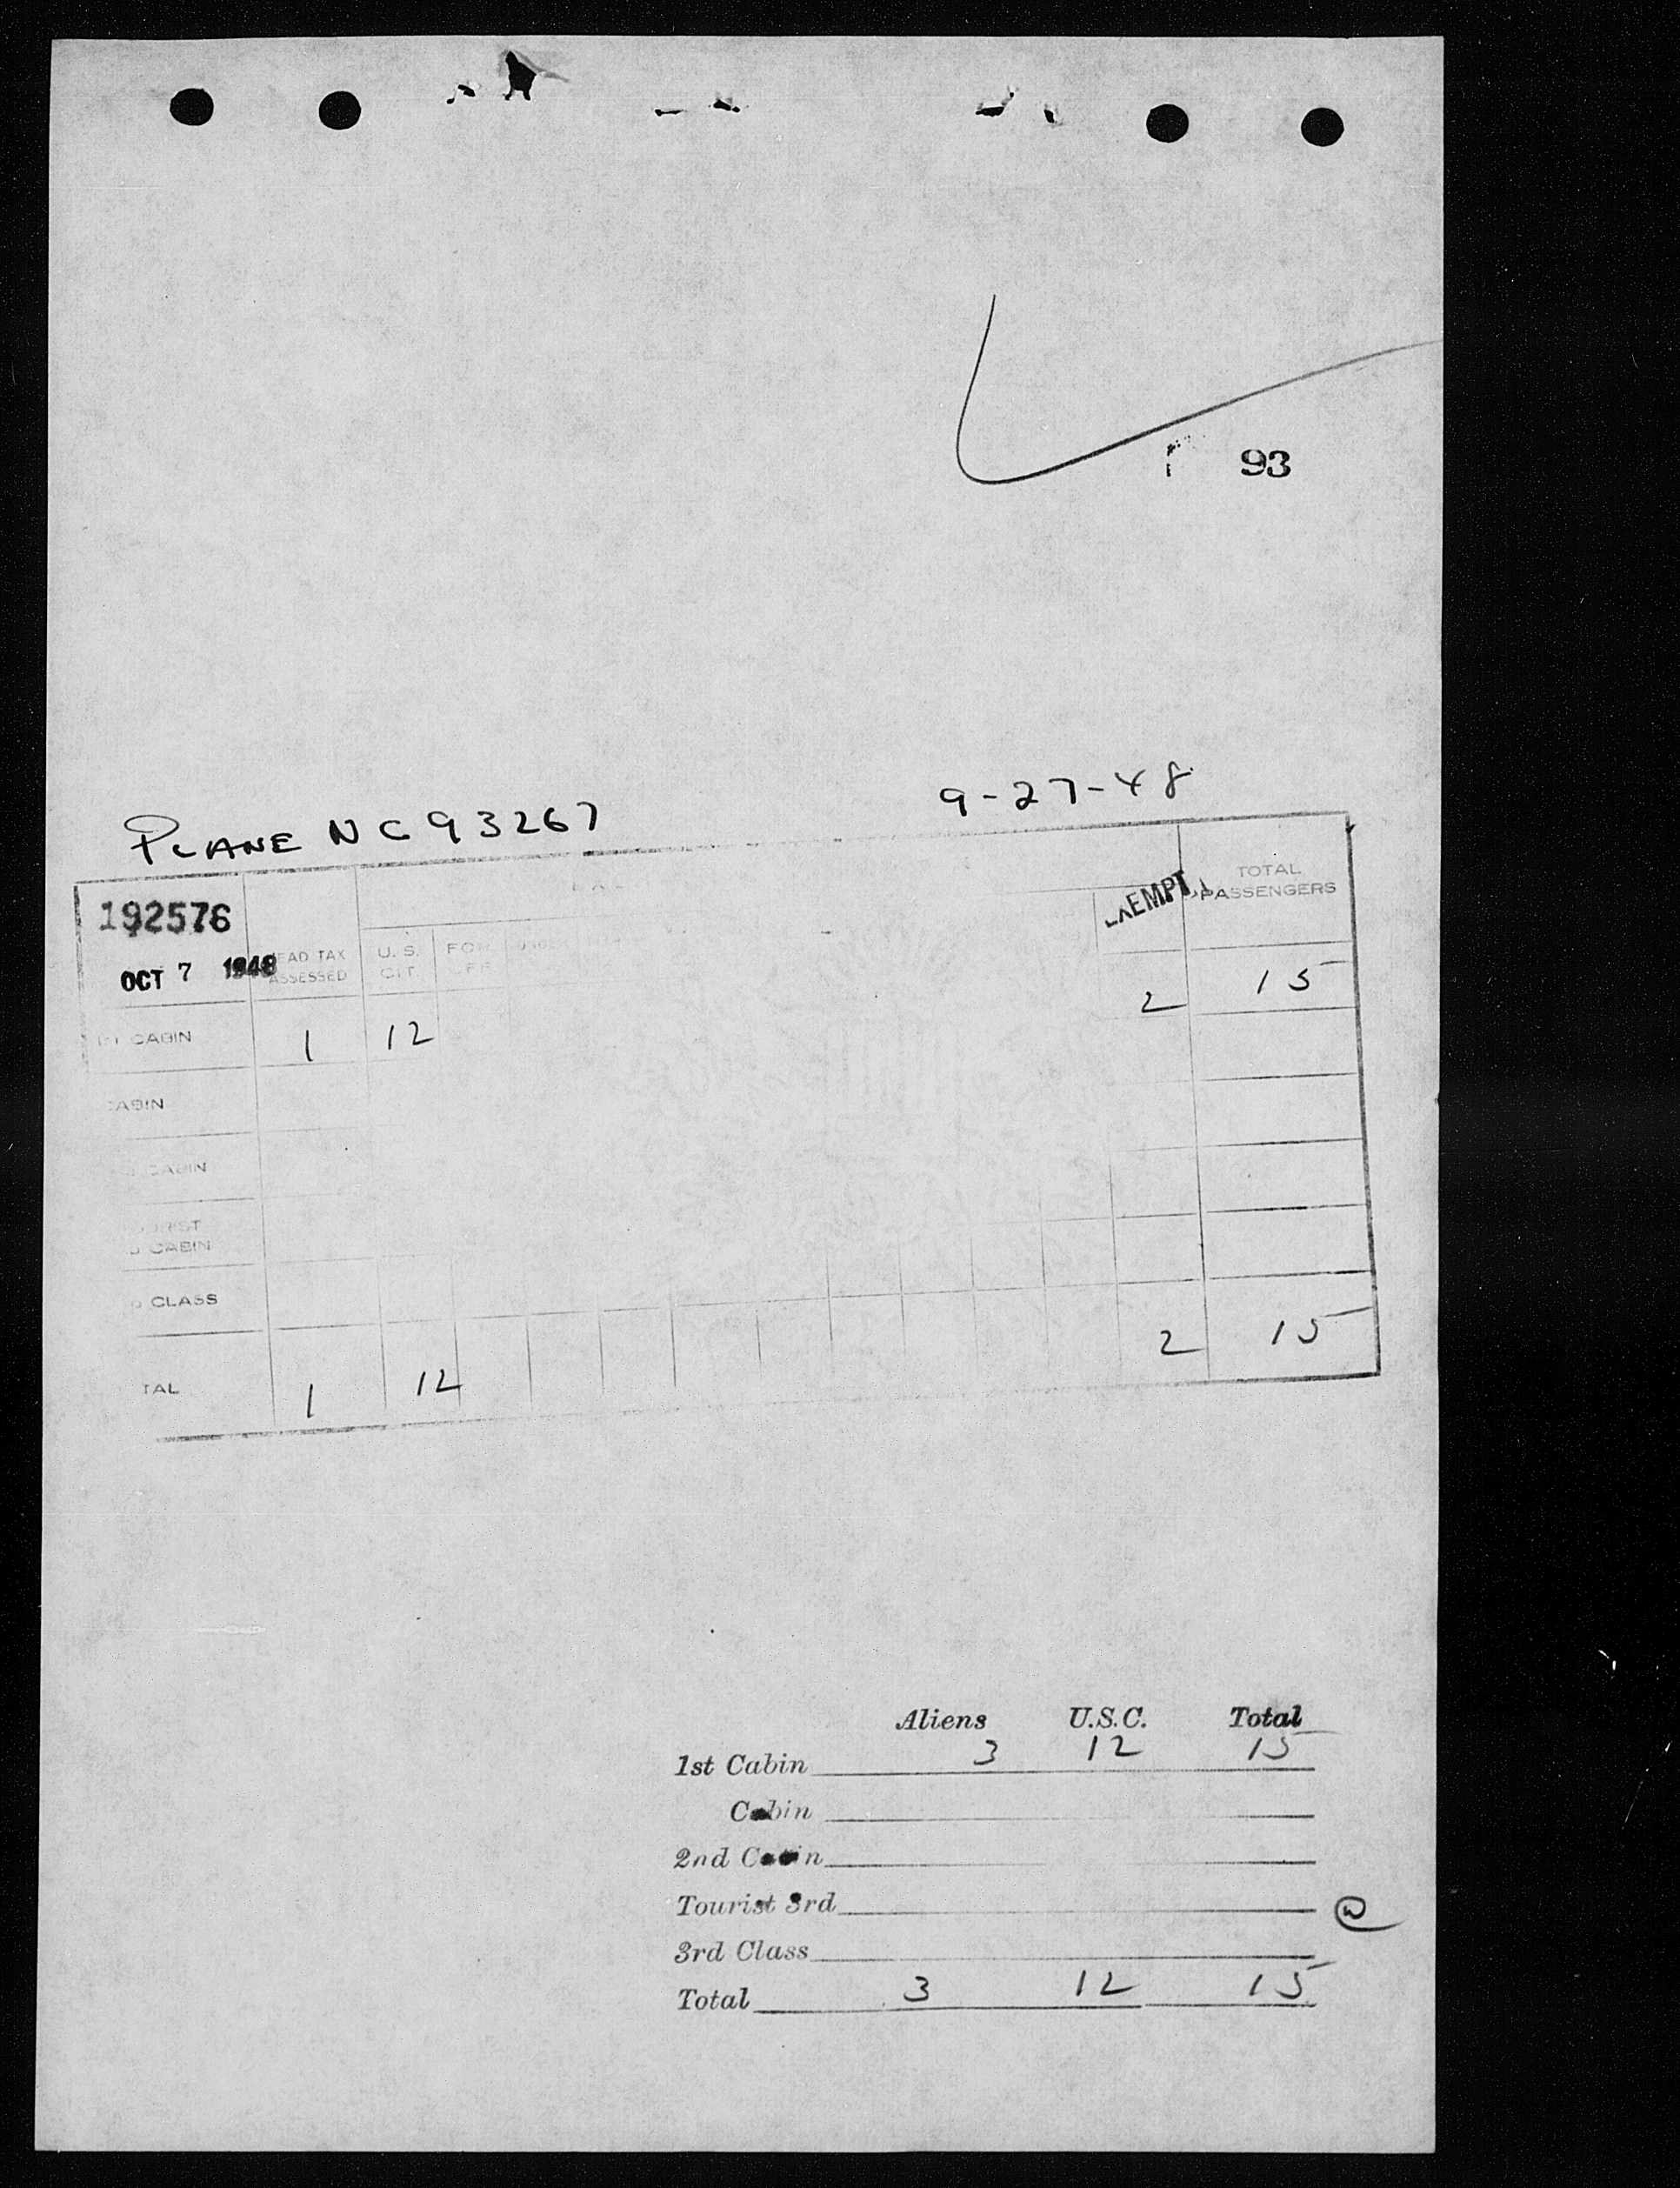 93
PLANE NC93267 9-27-48
192576 EXEMPT TOTAL
PASSENGERS
OCT 7 1948 EAD TAX U. S. FOR
ASSESSED CIT.
2 15
CABIN 1 12
CABIN
CABIN
CABIN
CLASS
2 15
TAL 1 12
Aliens U.S.C. Total
1st Cabin 3 12 15
Cabin
2nd Cabin
Tourist 3rd
3rd Class
Total 3 12 15